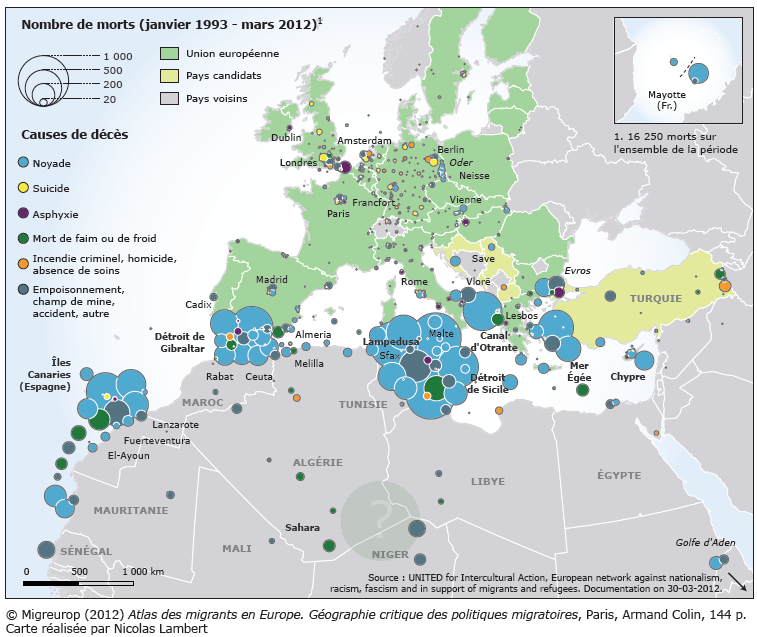 Nombre de morts (janvier 1993 - mars 2012)¹
1 000
500
200
20
Union européenne
Pays candidats
Pays voisins
Causes de décès
Noyade
Suicide
Asphyxie
Mort de faim ou de froid
Incendie criminel, homicide,
absence de soins
Empoisonnement,
champ de mine,
accident, autre
Mayotte
(Fr.)
1. 16 250 morts sur
l'ensemble de la période
Dublin
Amsterdam
Londres
Berlin
Oder
Neisse
Francfort
Paris
Vienne
Save
Madrid
Rome
Vlorë
Evros
TURQUIE
Cadix
Lesbos
Détroit de
Gibraltar
Almeria
Malte
Lampedusa
Canal
d'Otrante
Sfax
Melilla
Rabat
Ceuta
Îles
Canaries
(Espagne)
Détroit
de Sicile
Mer
Égée
Chypre
MAROC
TUNISIE
Lanzarote
Fuerteventura
El-Ayoun
ALGÉRIE
LIBYE
ÉGYPTE
MAURITANIE
?
Sahara
MALI
NIGER
SÉNÉGAL
Golfe d'Aden
0 500 1 000 km
Source : UNITED for Intercultural Action, European network against nationalism,
racism, fascism and in support of migrants and refugees. Documentation on 30-03-2012.
© Migreurop (2012) Atlas des migrants en Europe. Géographie critique des politiques migratoires, Paris, Armand Colin, 144 p.
Carte réalisée par Nicolas Lambert